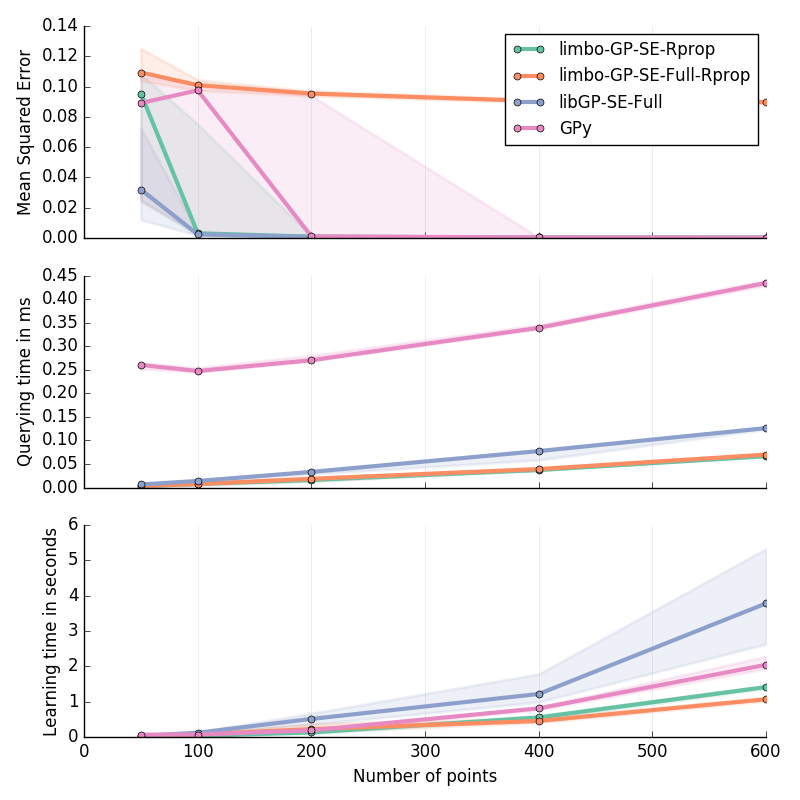 0.14
0.12
0.10
0.08
0.06
0.04
0.02
0.00
Mean Squared Error
limbo-GP-SE-Rprop
limbo-GP-SE-Full-Rprop
libGP-SE-Full
GPy
0.45
0.40
0.35
0.30
0.25
0.20
0.15
0.10
0.05
0.00
Querying time in ms
6
5
4
3
2
1
0
Learning time in seconds
0 100 200 300 400 500 600
Number of points